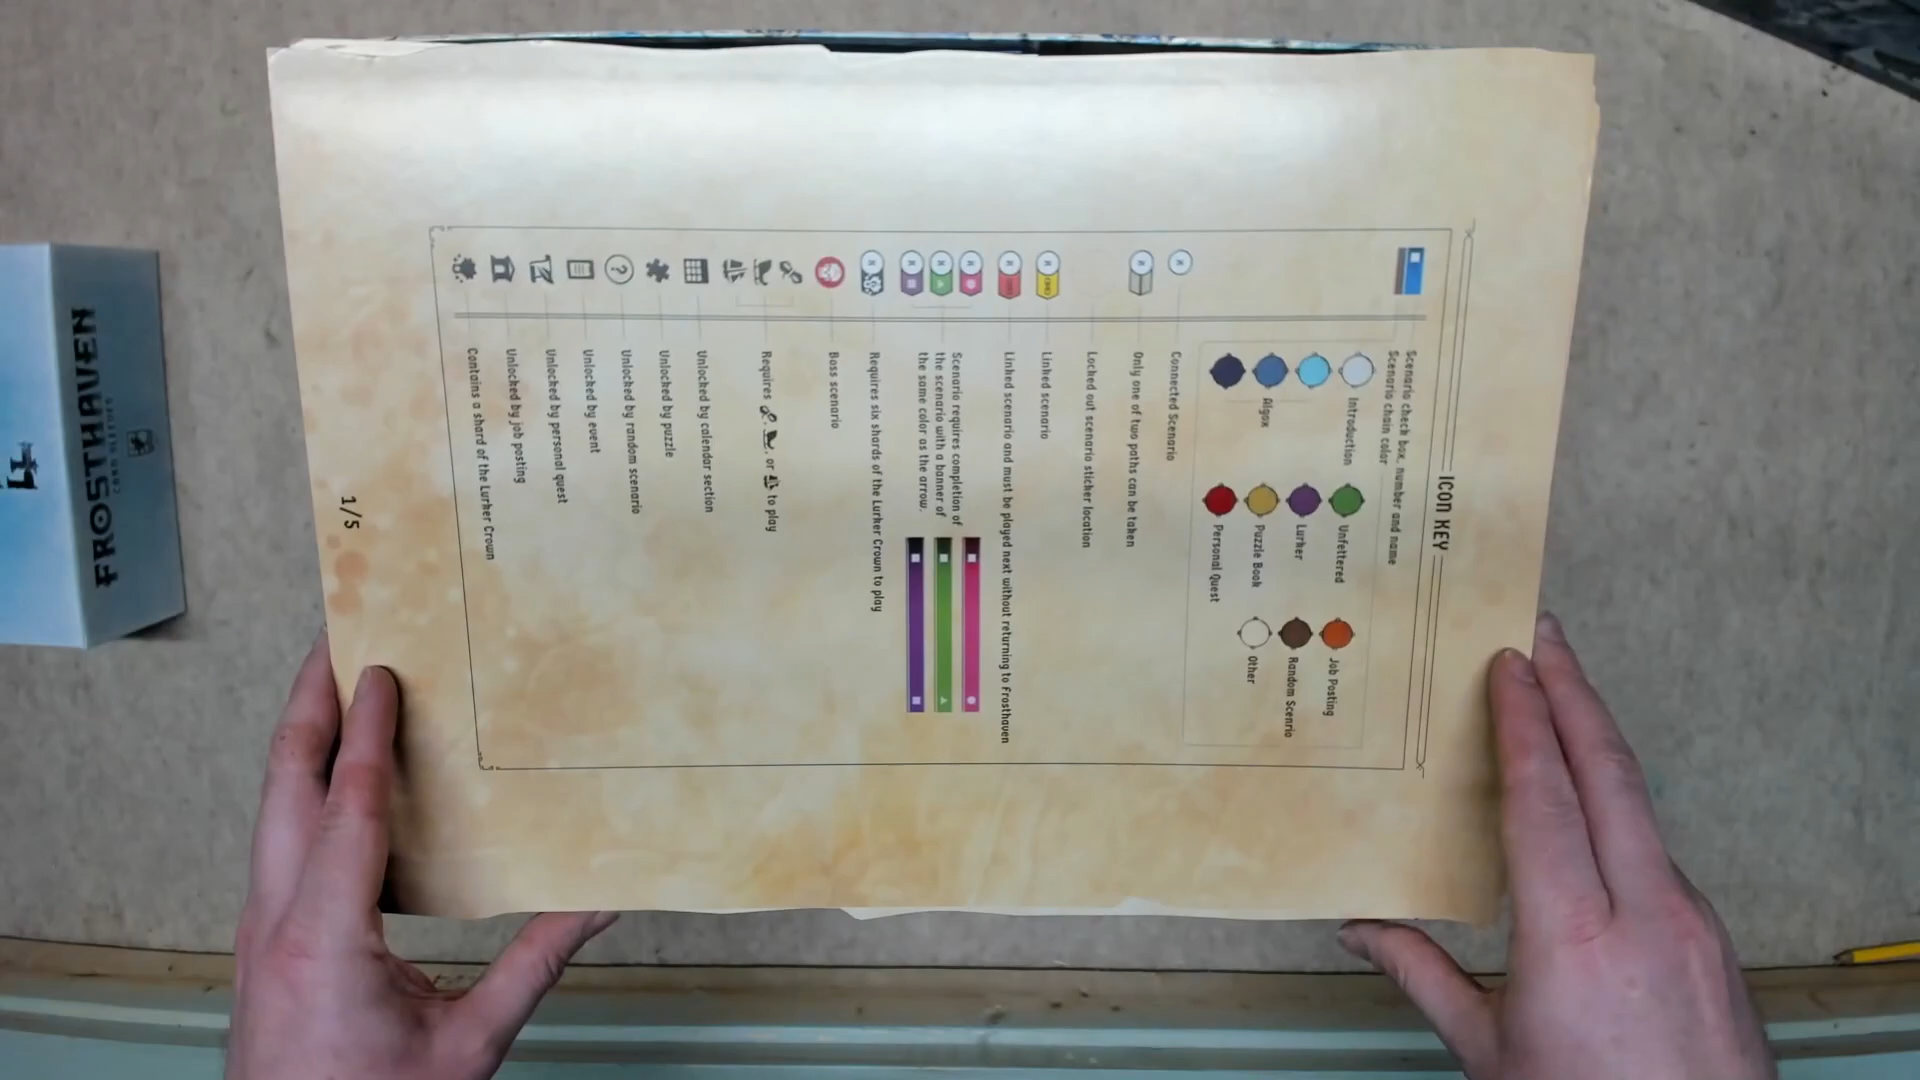 ICON KEY
Scenario check box, number and name
Scenario chain color
Introduction
Algox
Unfettered
Lurker
Puzzle Book
Personal Quest
Job Posting
Random Scenrio
Other
Connected Scenario
Only one of two paths can be taken
Locked out scenario sticker location
Linked scenario
Linked scenario and must be played next without returning to Frosthaven
Scenario requires completion of
the scenario with a banner of
the same color as the arrow.
Requires six shards of the Lurker Crown to play
Boss scenario
Requires , , or to play
Unlocked by calendar section
Unlocked by puzzle
Unlocked by random scenario
?
Unlocked by event
Unlocked by personal quest
Unlocked by job posting
Contains a shard of the Lurker Crown
1/5
FROSTHAVEN